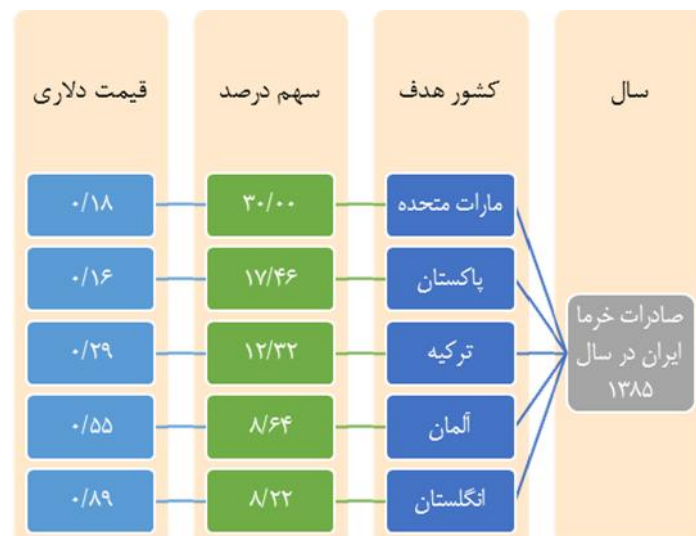 سال
کشور هدف
سهم درصد
قیمت دلاری
صادرات خرما
ایران در سال
۱۳۸۵
مارات متحده
۳۰/۰۰
۰/۱۸
پاکستان
۱۷/۴۶
۰/۱۶
ترکیه
۱۲/۳۲
۰/۲۹
آلمان
۸/۶۴
۰/۵۵
انگلستان
۸/۲۲
۰/۸۹